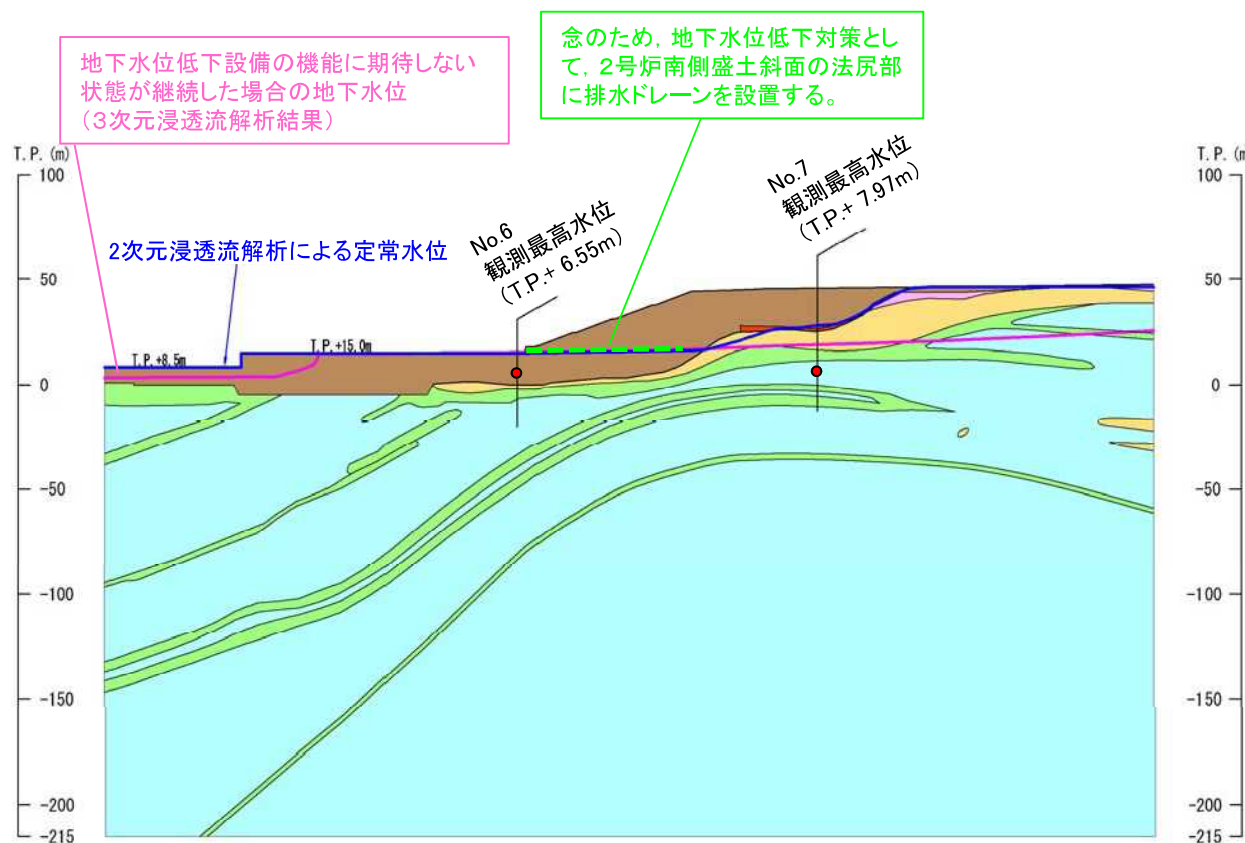 地下水位低下設備の機能に期待しない
状態が継続した場合の地下水位
(3次元浸透流解析結果)
念のため,地下水位低下対策とし
て,2号炉南側盛土斜面の法尻部
に排水ドレーンを設置する。
2次元浸透流解析による定常水位
No.6
観測最高水位
(T.P.+ 6.55m)
No.7
観測最高水位
(T.P.+ 7.97m)
T.P.+8.5m
T.P.+15.0m
T.P.(m)
100
50
0
-50
-100
-150
-200
-215
T.P.(m
100
50
0
-50
-100
-150
-200
-215